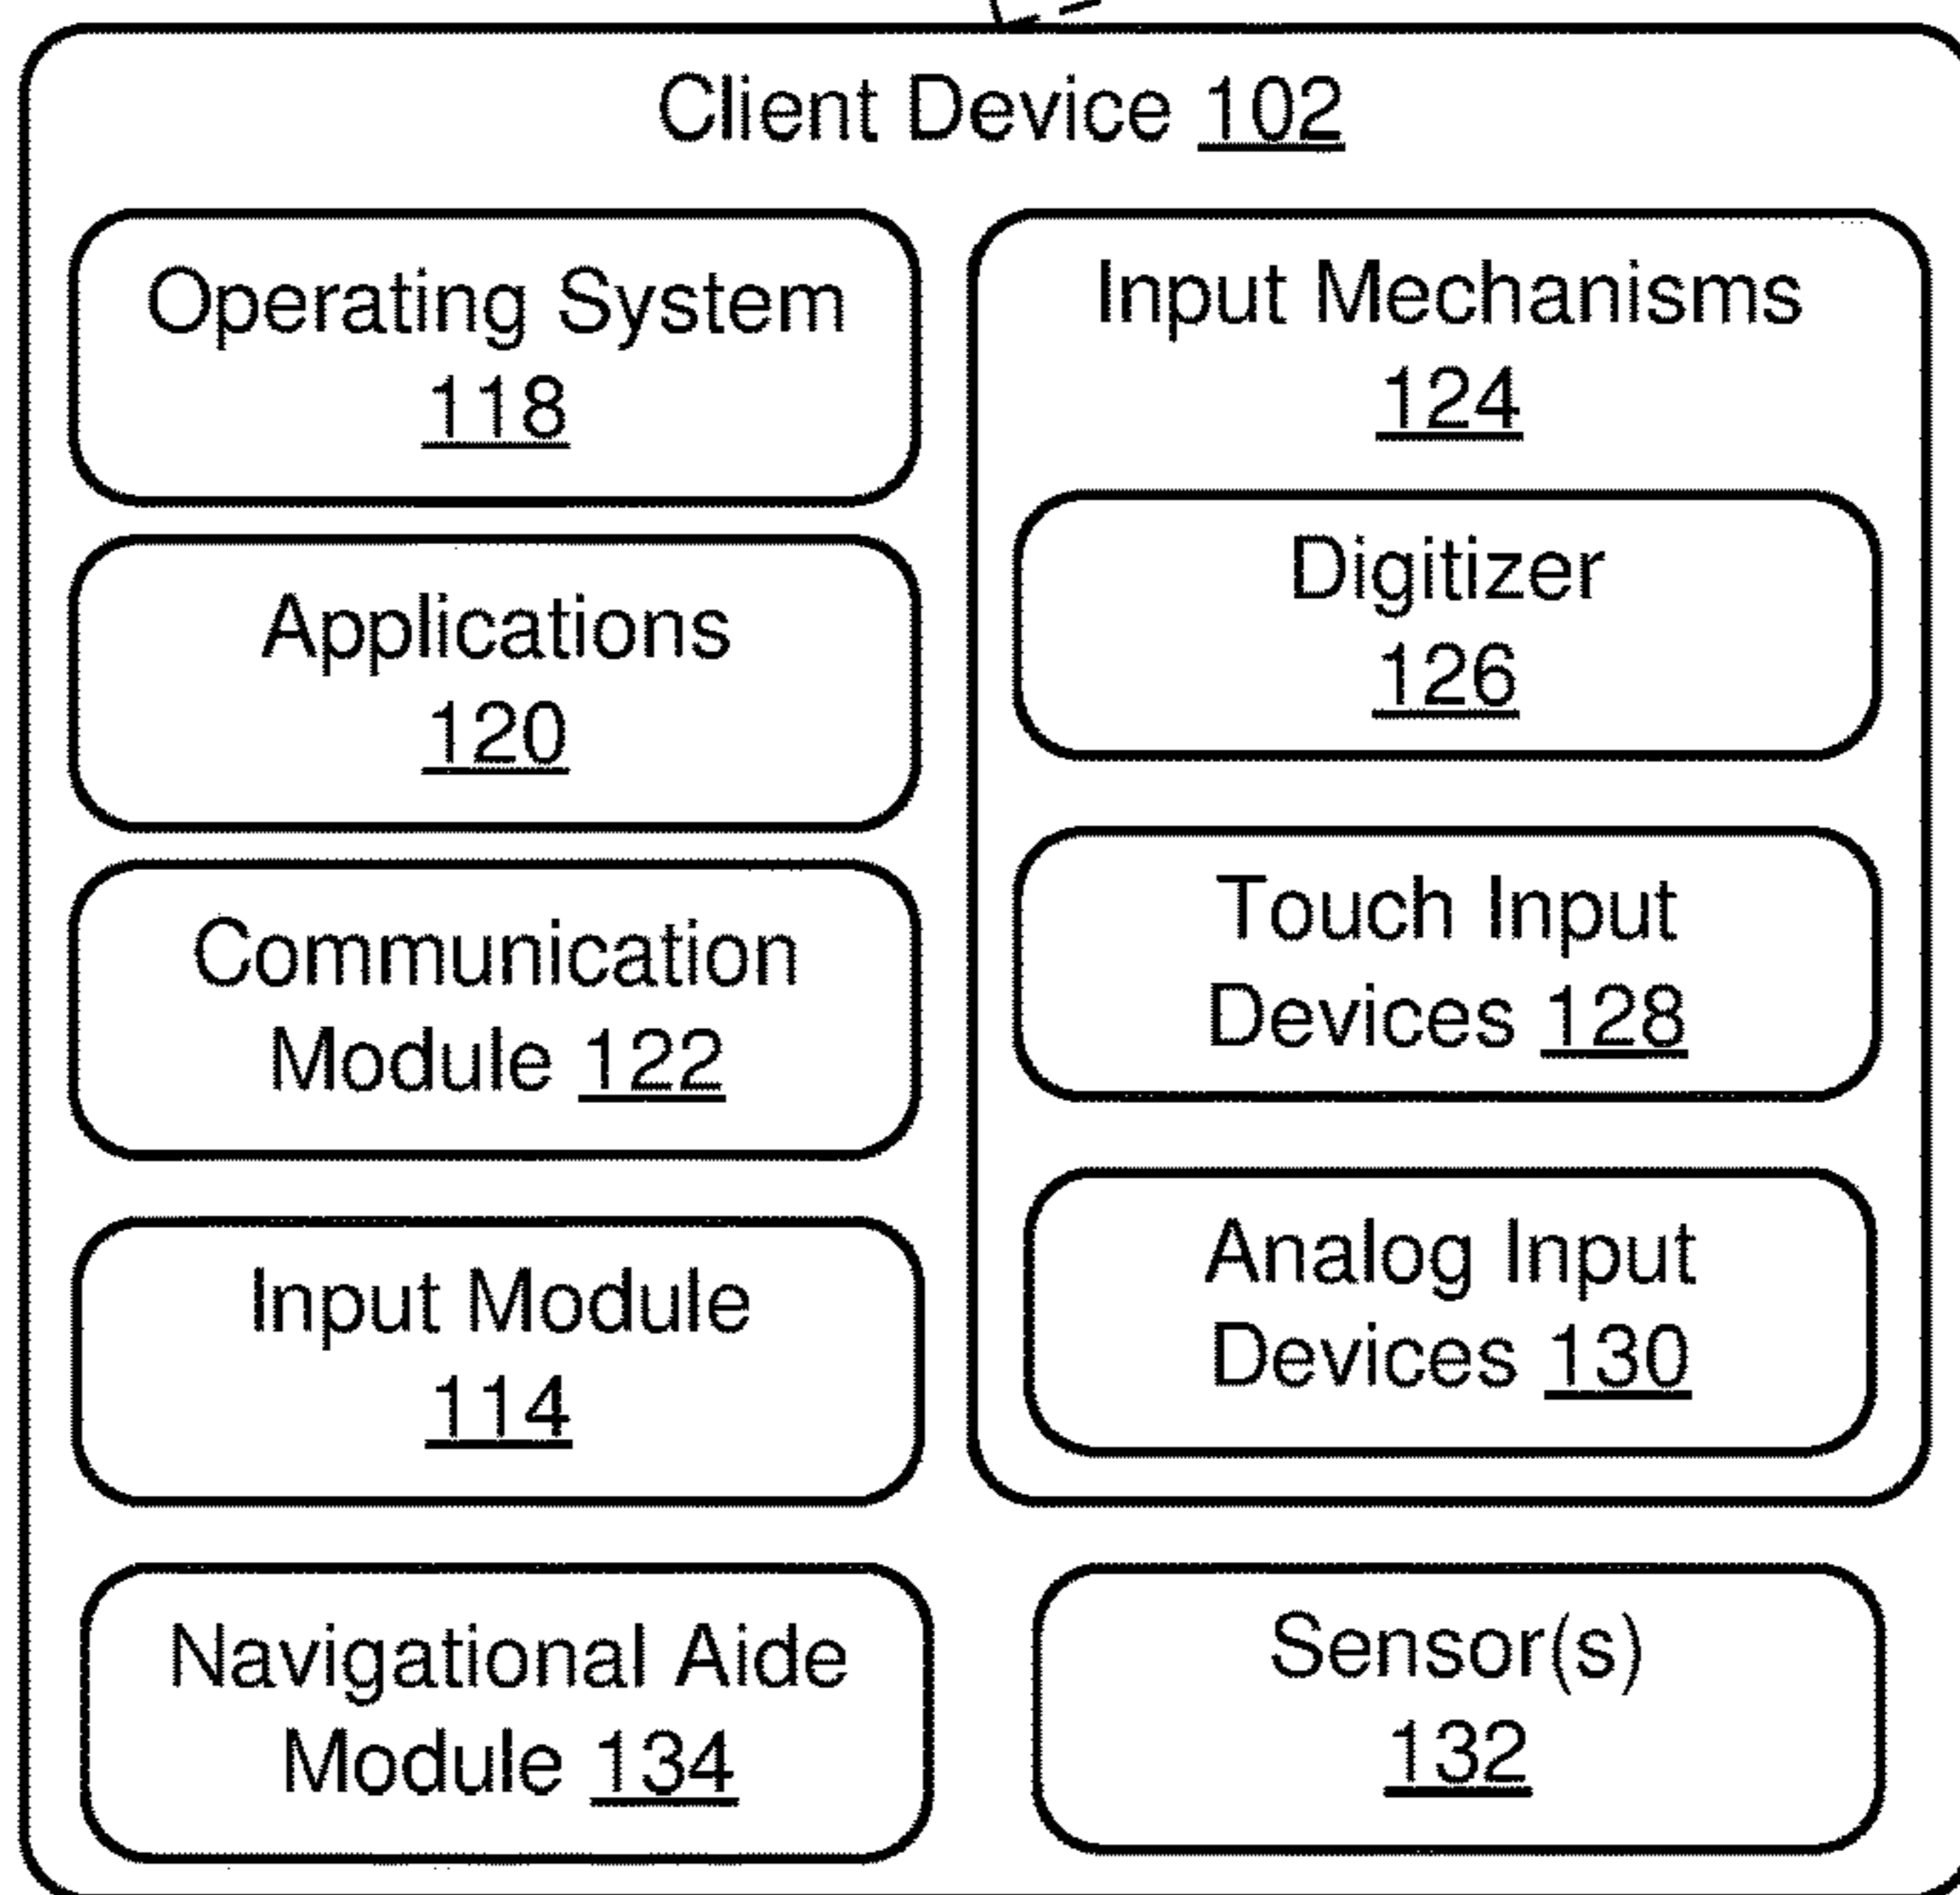 Client Device 102
Operating System
118
Applications
120
Communication
Module 122
Input Module
114
Navigational Aide
Module 134
Input Mechanisms
124
Digitizer
126
Touch Input
Devices 128
Analog Input
Devices 130
Sensor(s)
132